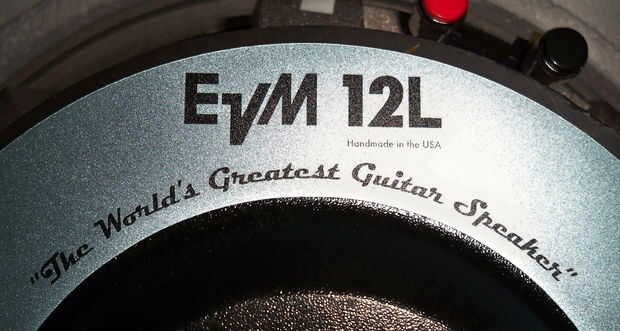 EVM 12L
Handmade in the USA
"The World's Greatest Guitar Speaker"